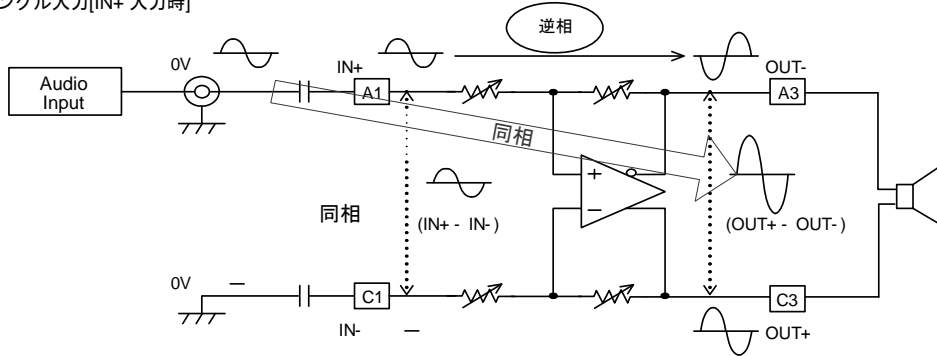 ングル入力[IN+ 入力時]
逆相
0V
IN+
OUT-
Audio
Input
A1
A3
同相
+
同相
(IN+ - IN-)
(OUT+ - OUT-)
−
0V
−
C1
C3
IN-
−
OUT+